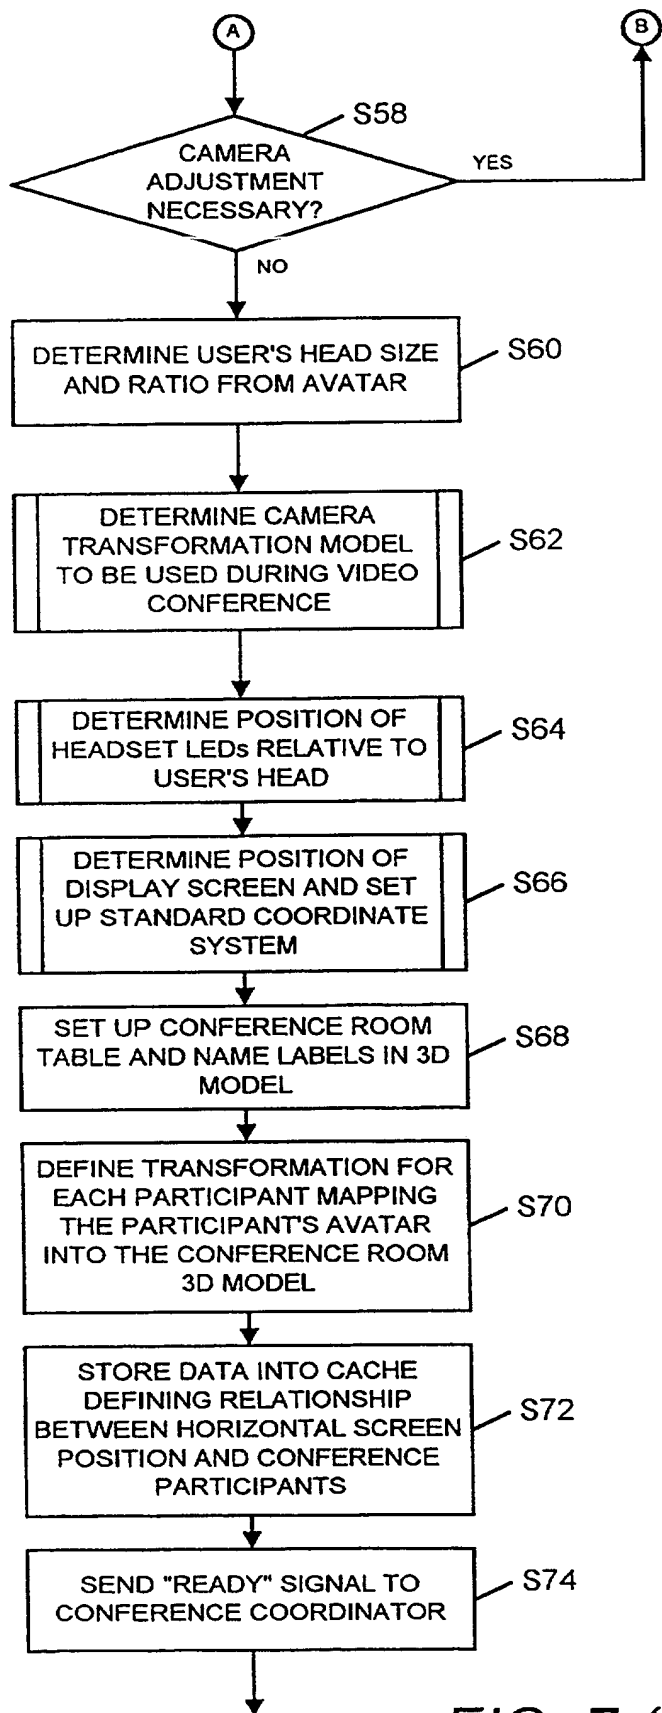 A
B
S58
CAMERA
ADJUSTMENT
NECESSARY?
YES
NO
DETERMINE USER'S HEAD SIZE
AND RATIO FROM AVATAR
S60
DETERMINE CAMERA
TRANSFORMATION MODEL
TO BE USED DURING VIDEO
CONFERENCE
S62
DETERMINE POSITION OF
HEADSET LEDs RELATIVE TO
USER'S HEAD
S64
DETERMINE POSITION OF
DISPLAY SCREEN AND SET
UP STANDARD COORDINATE
SYSTEM
S66
SET UP CONFERENCE ROOM
TABLE AND NAME LABELS IN 3D
MODEL
S68
DEFINE TRANSFORMATION FOR
EACH PARTICIPANT MAPPING
THE PARTICIPANT'S AVATAR
INTO THE CONFERENCE ROOM
3D MODEL
S70
STORE DATA INTO CACHE
DEFINING RELATIONSHIP
BETWEEN HORIZONTAL SCREEN
POSITION AND CONFERENCE
PARTICIPANTS
S72
SEND "READY" SIGNAL TO
CONFERENCE COORDINATOR
S74